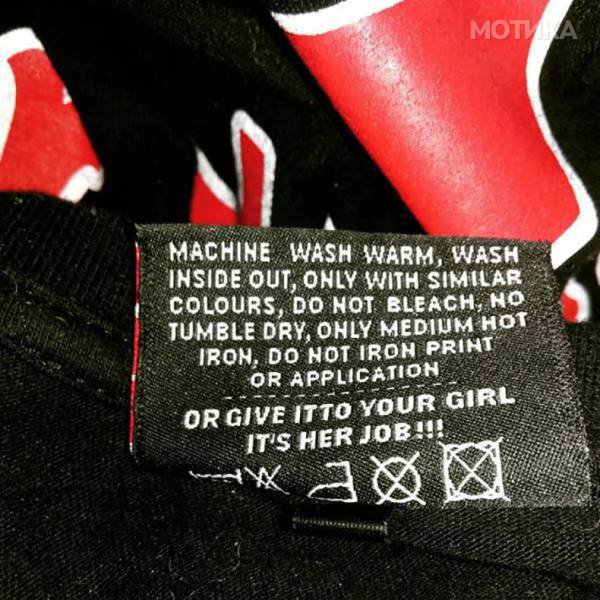 МОТИКА
MACHINE WASH WARM, WASH
INSIDE OUT, ONLY WITH SIMILAR
COLOURS, DO NOT BLEACH, NO
TUMBLE DRY, ONLY MEDIUM HOT
IRON, DO NOT IRON PRINT
OR APPLICATION
OR GIVE ITTO YOUR GIRL
IT'S HER JOB!!!